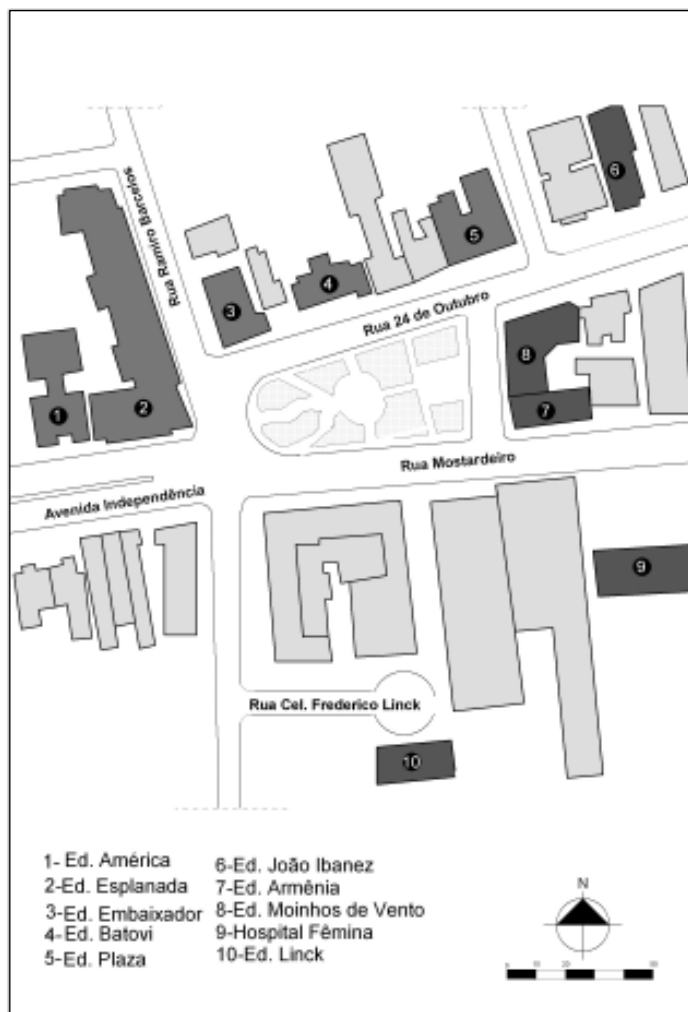 Rua Ramiro Barcelos
6
5
4
3
Rua 24 de Outubro
8
7
1
2
Rua Mostardeiro
Avenida Independência
9
Rua Cel. Frederico Linck
10
1- Ed. América
2-Ed. Esplanada
3-Ed. Embaixador
4-Ed. Batovi
5-Ed. Plaza
6-Ed. João Ibanez
7-Ed. Armênia
8-Ed. Moinhos de Vento
9-Hospital Fêmina
10-Ed. Linck
N
10
20